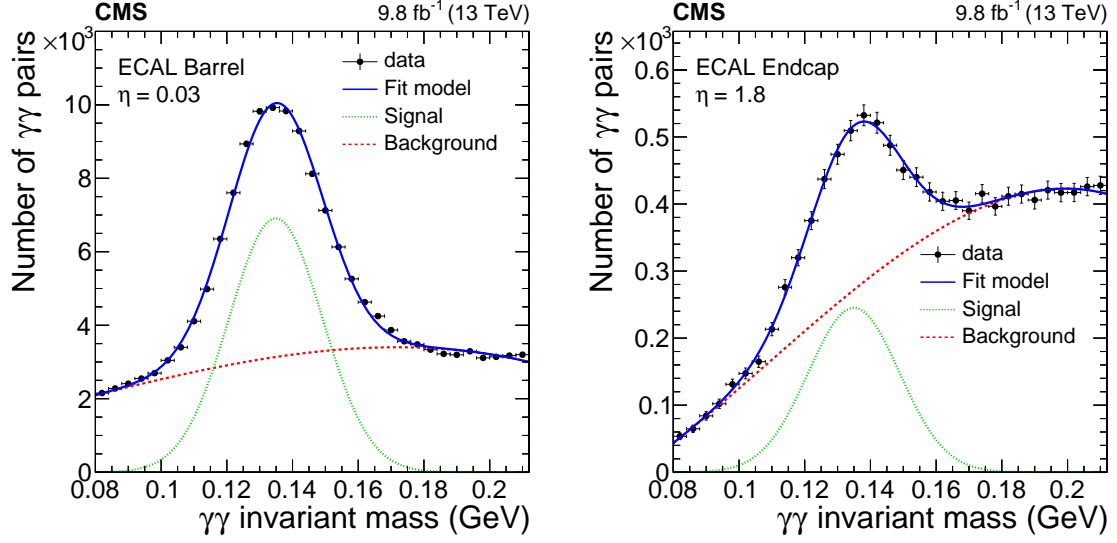 CMS 9.8 fb⁻¹ (13 TeV)
×10³
ECAL Barrel
η = 0.03
data
Fit model
Signal
Background
Number of γγ pairs
10
8
6
4
2
0
0.08 0.1 0.12 0.14 0.16 0.18 0.2
γγ invariant mass (GeV)
CMS 9.8 fb⁻¹ (13 TeV)
×10³
ECAL Endcap
η = 1.8
Number of γγ pairs
0.6
0.5
0.4
0.3
0.2
0.1
0
data
Fit model
Signal
Background
0.08 0.1 0.12 0.14 0.16 0.18 0.2
γγ invariant mass (GeV)